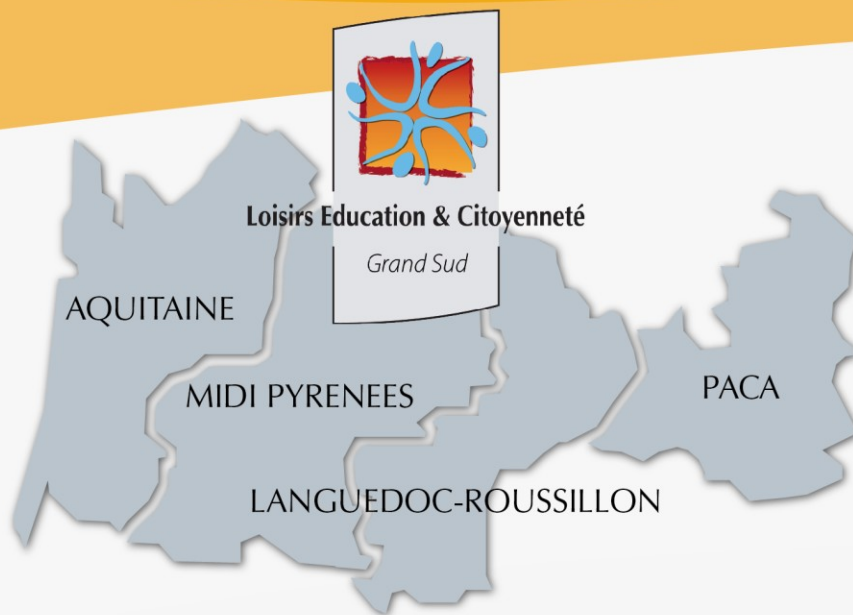 Loisirs Education & Citoyenneté
Grand Sud
AQUITAINE
MIDI PYRENEES
PACA
LANGUEDOC-ROUSSILLON